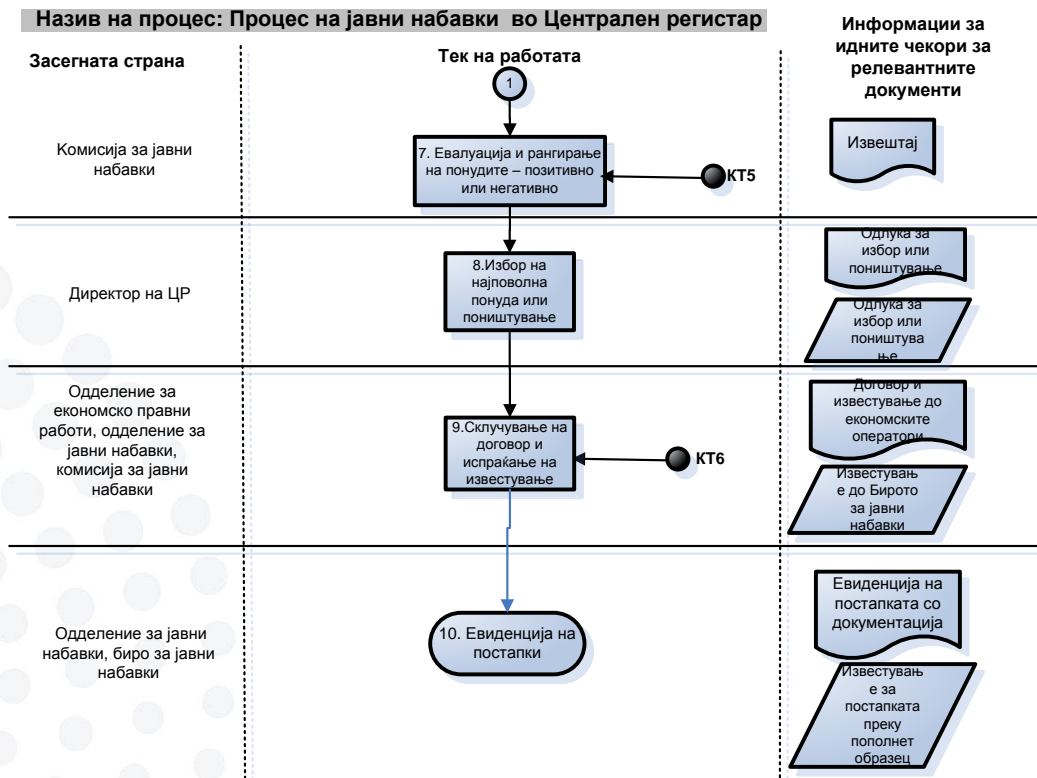 Назив на процес: Процес на јавни набавки во Централен регистар
Информации за
идните чекори за
релевантните
документи
Засегната страна
Тек на работата
1
Комисија за јавни
набавки
7. Евалуација и рангирање
на понудите – позитивно
или негативно
КТ5
Извештај
Директор на ЦР
8.Избор на
најповолна
понуда или
поништување
Одлука за
избор или
поништување
Одлука за
избор или
поништува
ње
Одделение за
економско правни
работи, одделение за
јавни набавки,
комисија за јавни
набавки
9.Склучување на
договор и
испраќање на
известување
КТ6
Договор и
известување до
економските
оператори
Известувањ
е до Бирото
за јавни
набавки
Одделение за јавни
набавки, биро за јавни
набавки
10. Евиденција на
постапки
Евиденција на
постапката со
документација
Известувањ
е за
постапката
преку
пополнет
образец